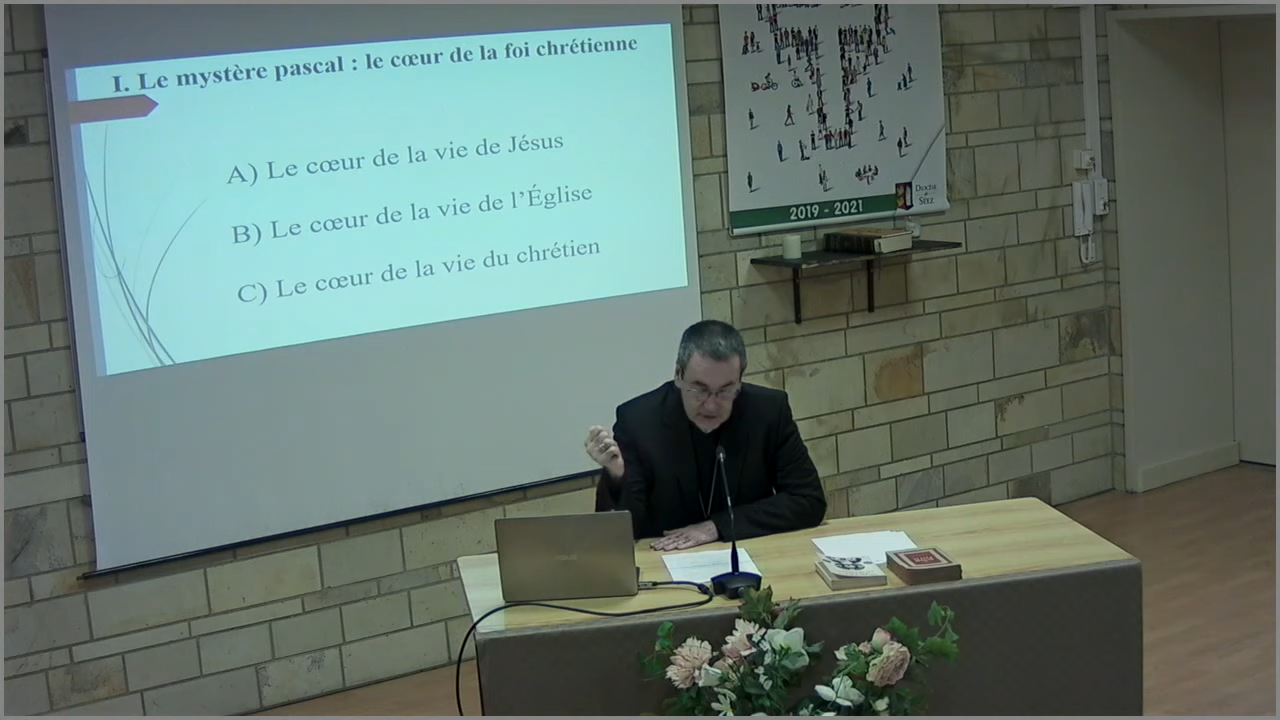 I. Le mystère pascal : le cœur de la foi chrétienne
A) Le cœur de la vie de Jésus
B) Le cœur de la vie de l’Église
C) Le cœur de la vie du chrétien
2019 - 2021